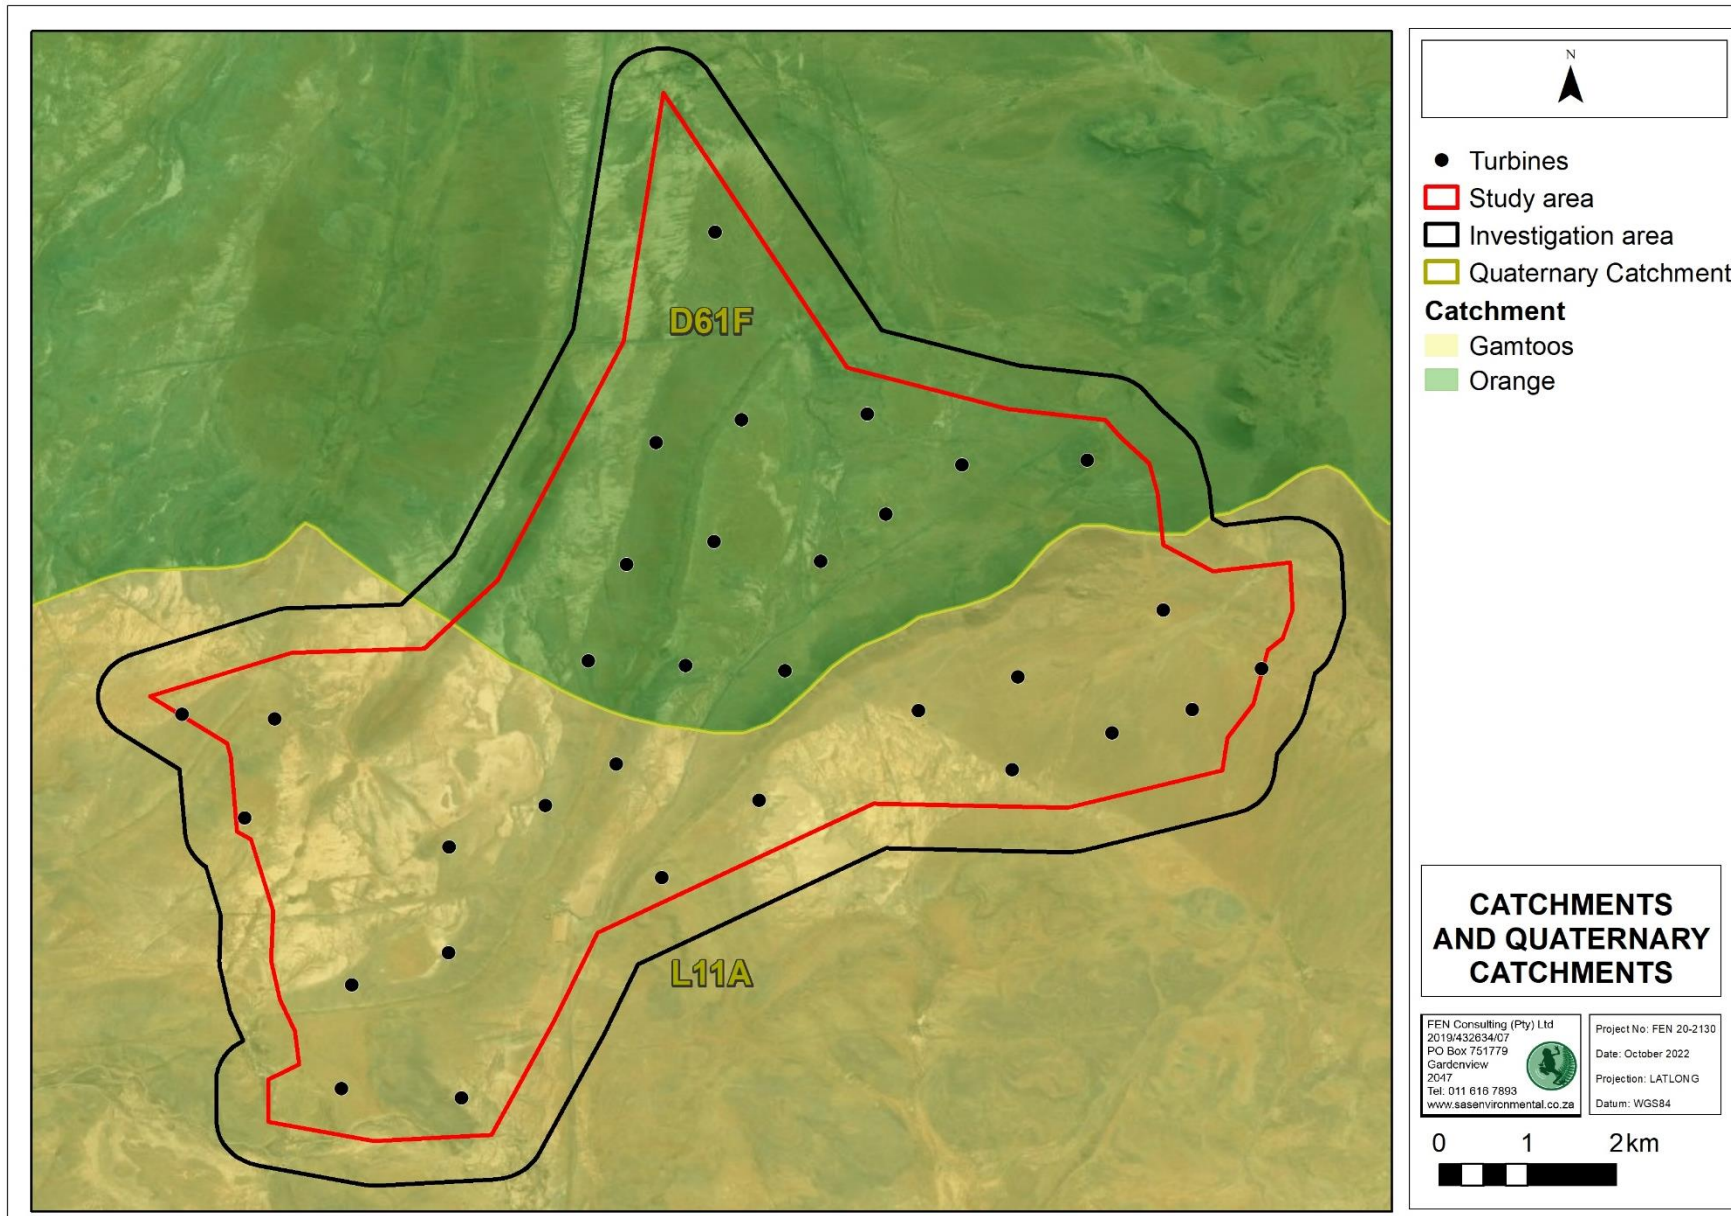 D61F
L11A
N
Turbines
Study area
Investigation area
Quaternary Catchment
Catchment
Gamtoos
Orange
CATCHMENTS
AND QUATERNARY
CATCHMENTS
FEN Consulting (Pty) Ltd
2019/432634/07
PO Box 751779
Gardenview
2047
Tel: 011 616 7893
www.sasenvironmental.co.za
Project No: FEN 20-2130
Date: October 2022
Projection: LATLONG
Datum: WGS84
0 1 2 km